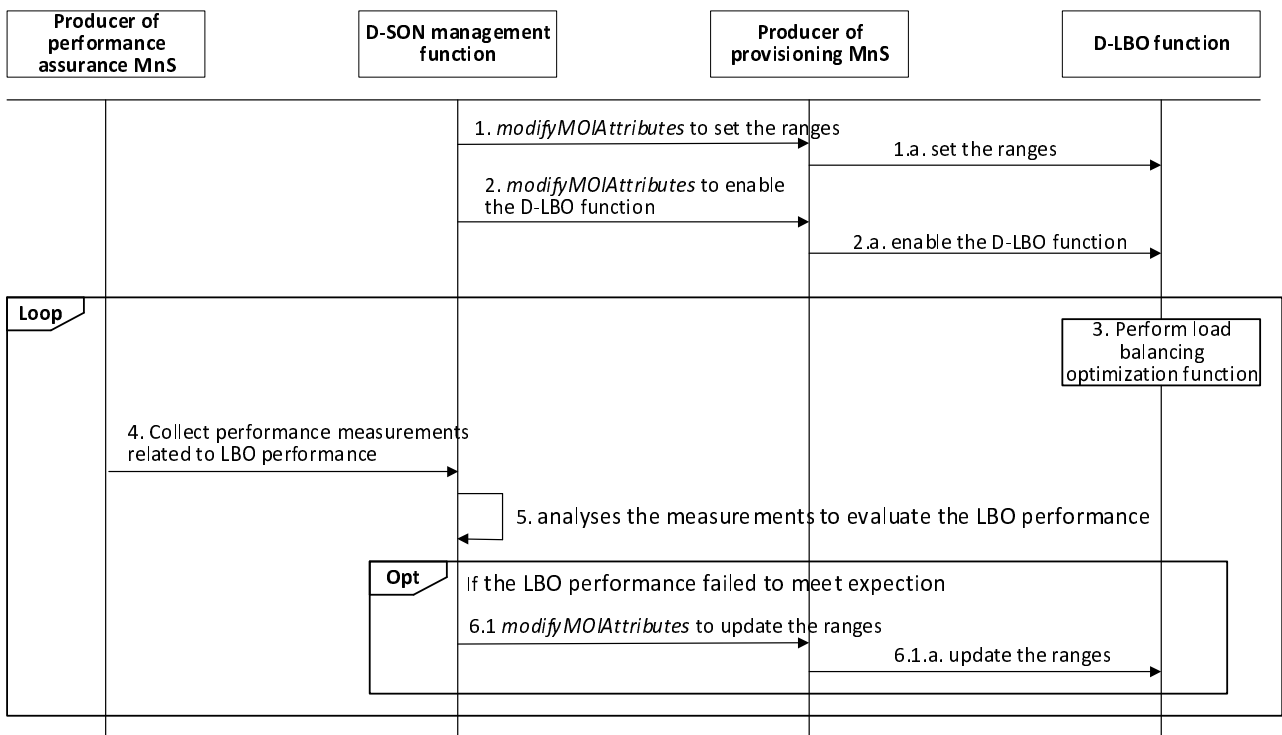 Producer of
performance
assurance MnS
D-SON management
function
Producer of
provisioning MnS
D-LBO function
1. modifyMOIAttributes to set the ranges
1.a. set the ranges
2. modifyMOIAttributes to enable
the D-LBO function
2.a. enable the D-LBO function
Loop
3. Perform load
balancing
optimization function
4. Collect performance measurements
related to LBO performance
5. analyses the measurements to evaluate the LBO performance
Opt
If the LBO performance failed to meet expection
6.1 modifyMOIAttributes to update the ranges
6.1.a. update the ranges